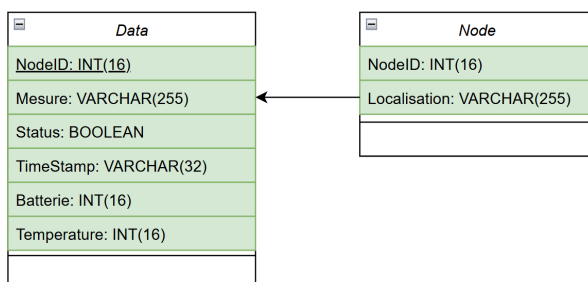 Data
NodeID: INT(16)
Mesure: VARCHAR(255)
Status: BOOLEAN
TimeStamp: VARCHAR(32)
Batterie: INT(16)
Temperature: INT(16)
Node
NodeID: INT(16)
Localisation: VARCHAR(255)